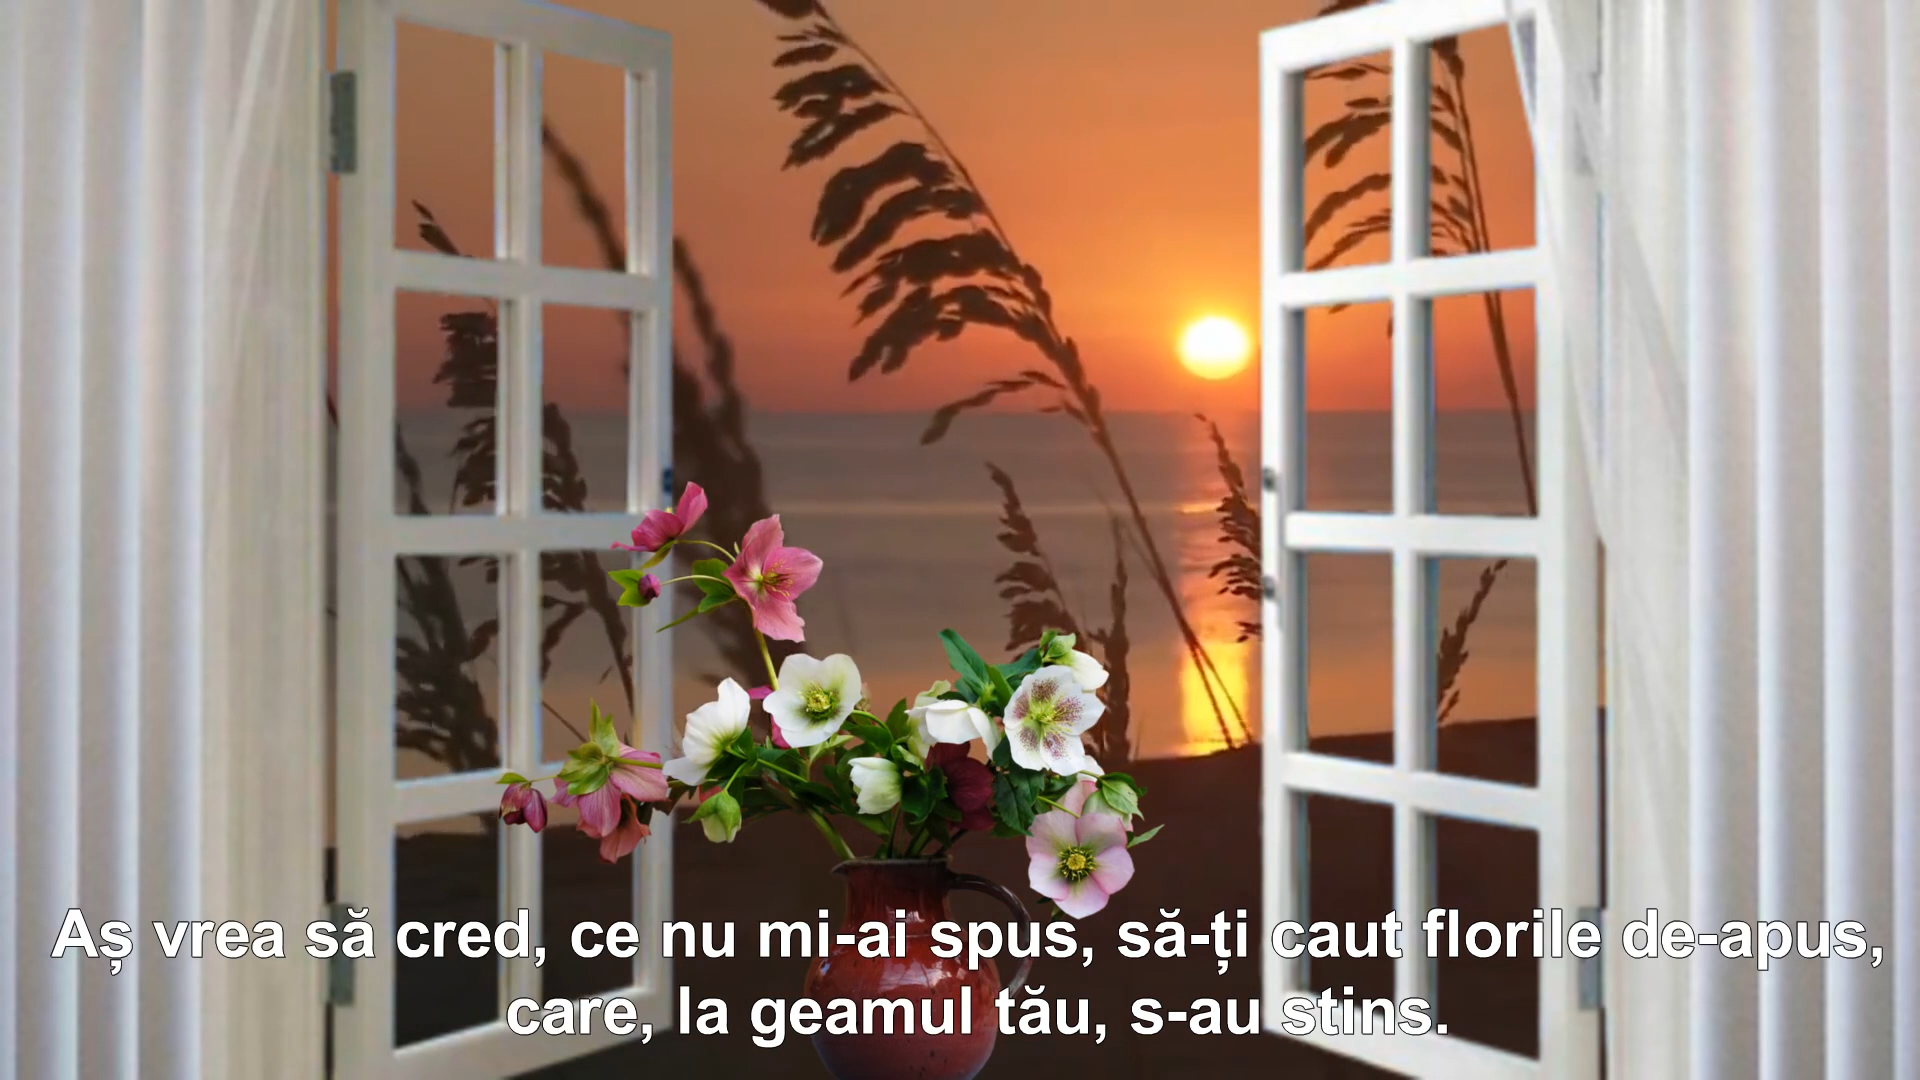 Aș vrea să cred, ce nu mi-ai spus, să-ți caut florile de-apus,
care, la geamul tău, s-au stins.